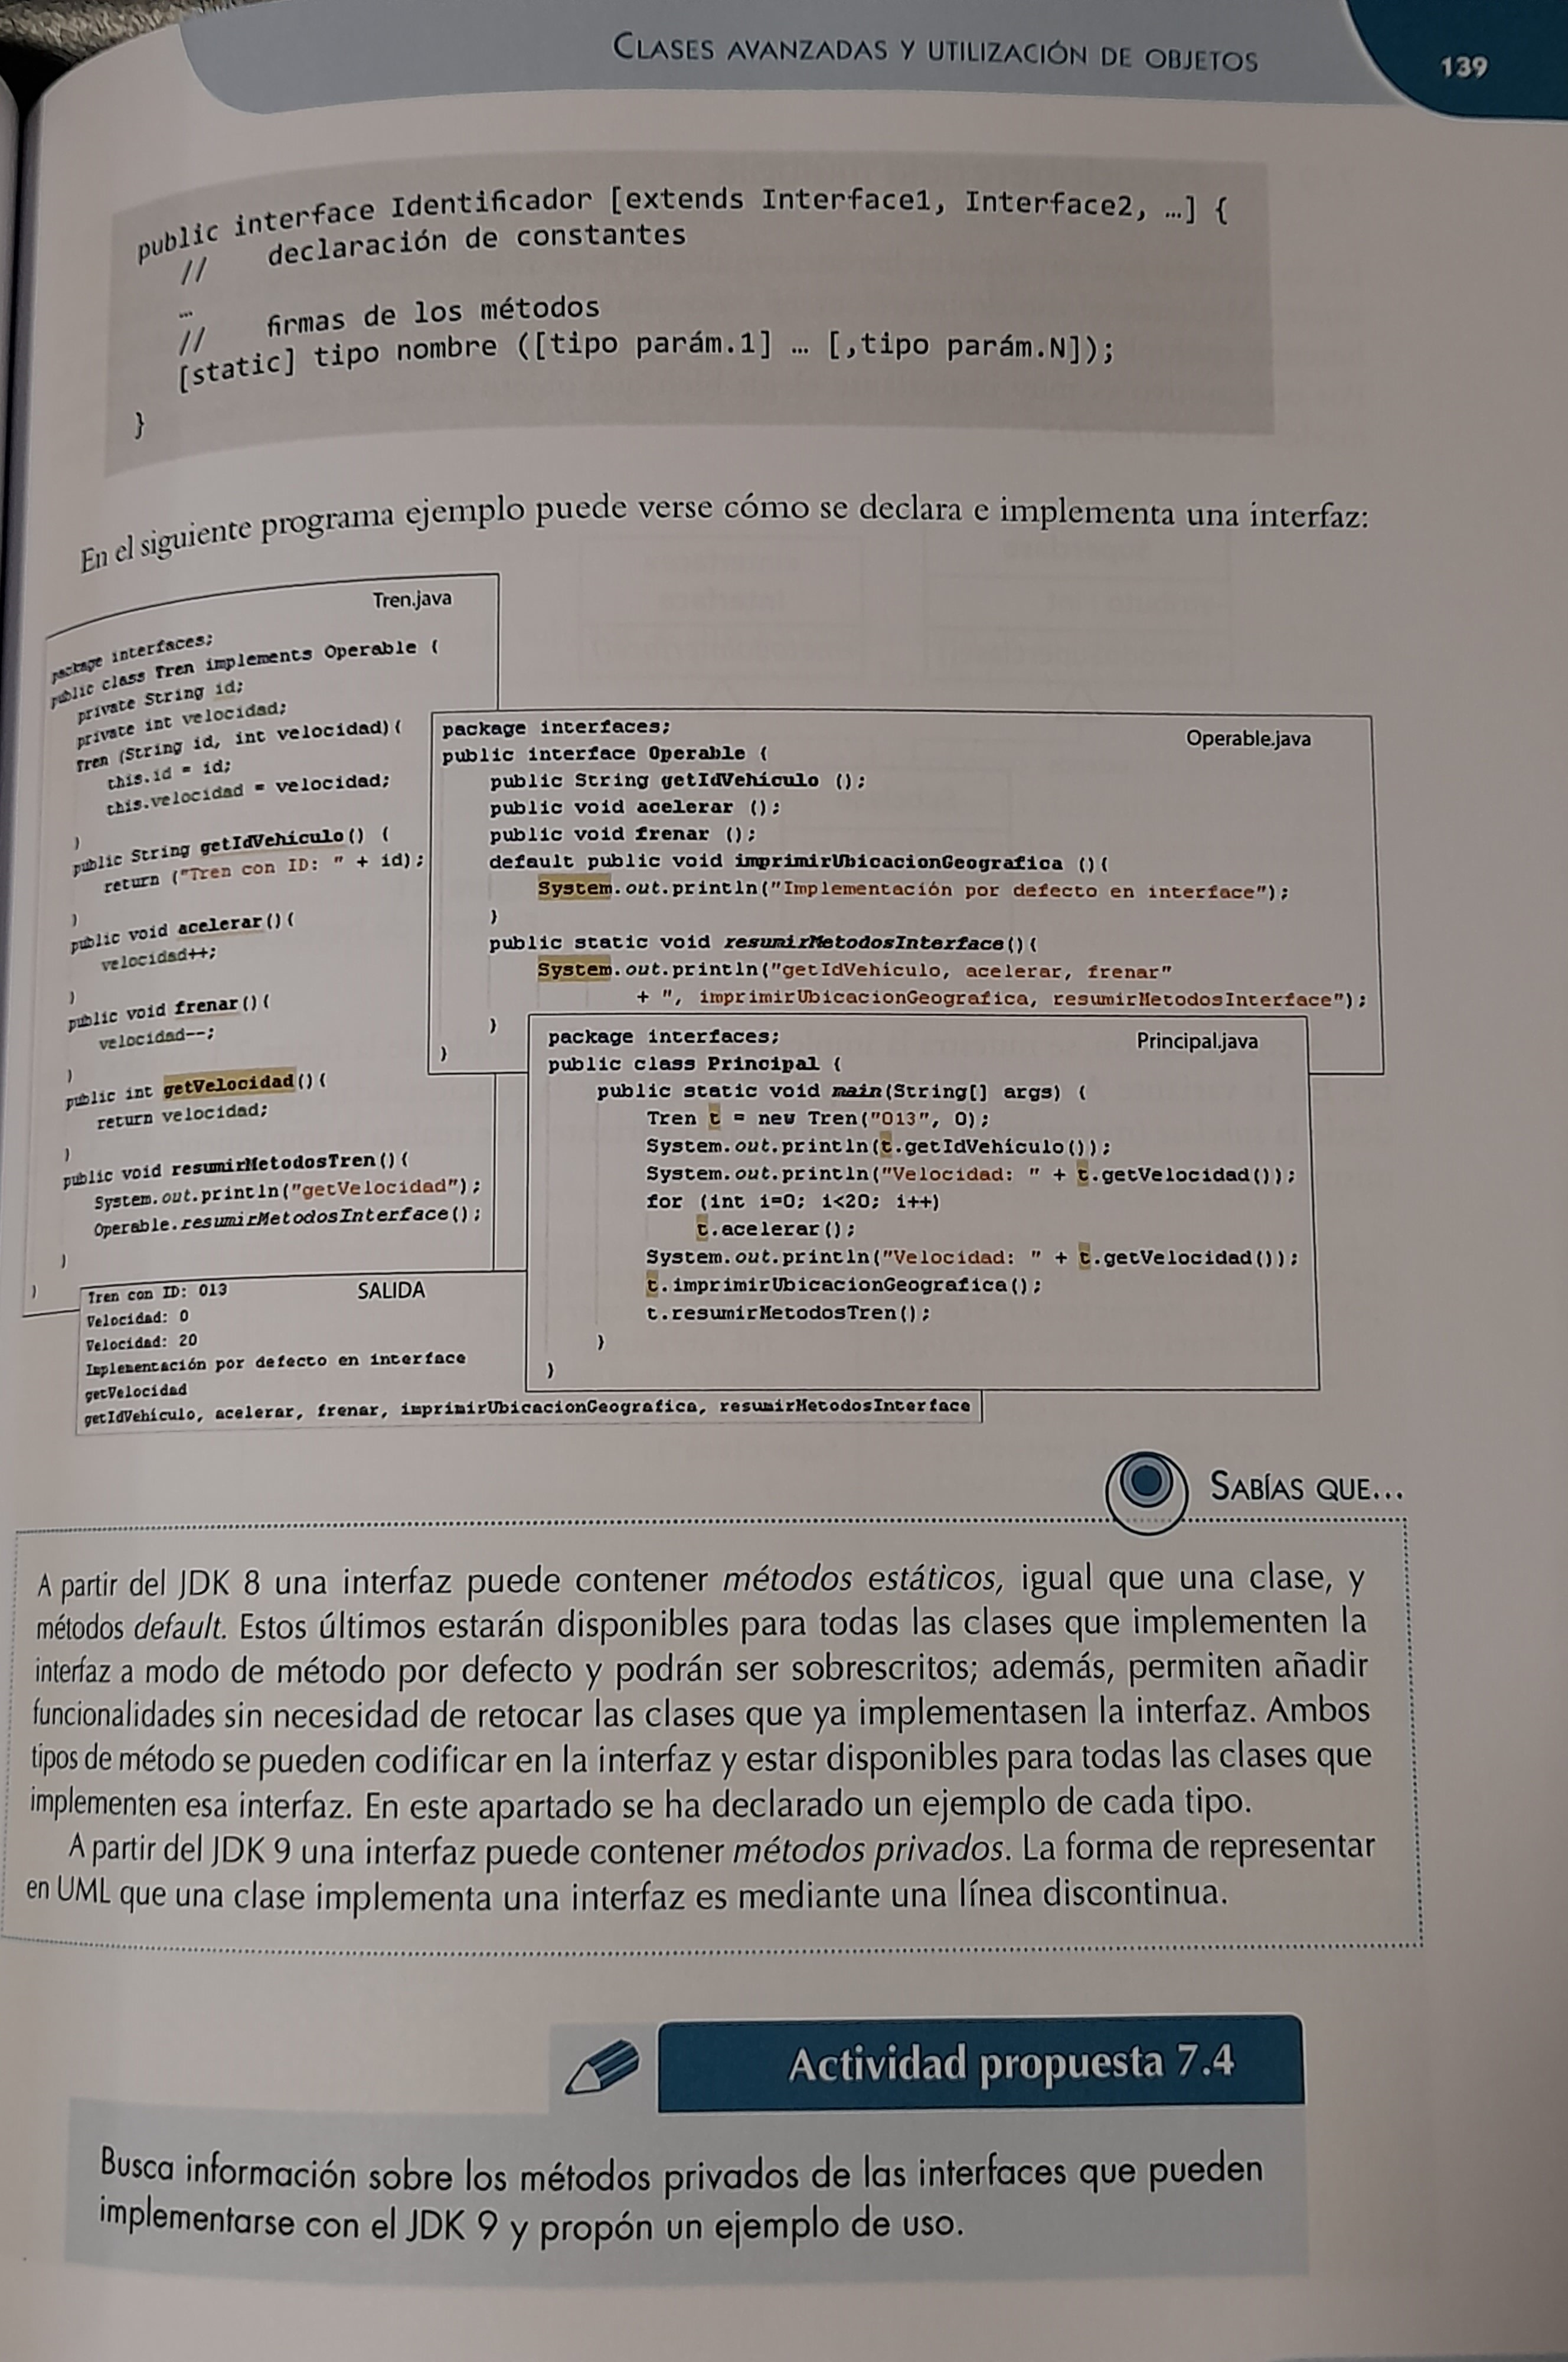 CLASES AVANZADAS Y UTILIZACIÓN DE OBJETOS
139
public interface Identificador [extends Interface1, Interface2, …] {
// declaración de constantes
…
// firmas de los métodos
[static] tipo nombre ([tipo parám.1] … [,tipo parám.N]);
}
En el siguiente programa ejemplo puede verse cómo se declara e implementa una interfaz:
Tren.java
package interfaces;
public class Tren implements Operable {
private String id;
private int velocidad;
Tren (String id, int velocidad){
this.id = id;
this.velocidad = velocidad;
}
public String getIdVehículo() {
return ("Tren con ID: " + id);
}
public void acelerar(){
velocidad++;
}
public void frenar(){
velocidad--;
}
public int getVelocidad(){
return velocidad;
}
public void resumirMetodosTren(){
System.out.println("getVelocidad");
Operable.resumirMetodosInterface();
}
}
Operable.java
package interfaces;
public interface Operable {
public String getIdVehículo ();
public void acelerar ();
public void frenar ();
default public void imprimirUbicacionGeografica (){
System.out.println("Implementación por defecto en interface");
}
public static void resumirMetodosInterface(){
System.out.println("getIdVehículo, acelerar, frenar"
+ ", imprimirUbicacionGeografica, resumirMetodosInterface");
}
}
Principal.java
package interfaces;
public class Principal {
public static void main(String[] args) {
Tren t = new Tren("013", 0);
System.out.println(t.getIdVehículo());
System.out.println("Velocidad: " + t.getVelocidad());
for (int i=0; i<20; i++)
t.acelerar();
System.out.println("Velocidad: " + t.getVelocidad());
t.imprimirUbicacionGeografica();
t.resumirMetodosTren();
}
}
SALIDA
Tren con ID: 013
Velocidad: 0
Velocidad: 20
Implementación por defecto en interface
getVelocidad
getIdVehículo, acelerar, frenar, imprimirUbicacionGeografica, resumirMetodosInterface
SABÍAS QUE...
A partir del JDK 8 una interfaz puede contener métodos estáticos, igual que una clase, y
métodos default. Estos últimos estarán disponibles para todas las clases que implementen la
interfaz a modo de método por defecto y podrán ser sobrescritos; además, permiten añadir
funcionalidades sin necesidad de retocar las clases que ya implementasen la interfaz. Ambos
tipos de método se pueden codificar en la interfaz y estar disponibles para todas las clases que
implementen esa interfaz. En este apartado se ha declarado un ejemplo de cada tipo.
A partir del JDK 9 una interfaz puede contener métodos privados. La forma de representar
en UML que una clase implementa una interfaz es mediante una línea discontinua.
Actividad propuesta 7.4
Busca información sobre los métodos privados de las interfaces que pueden
implementarse con el JDK 9 y propón un ejemplo de uso.